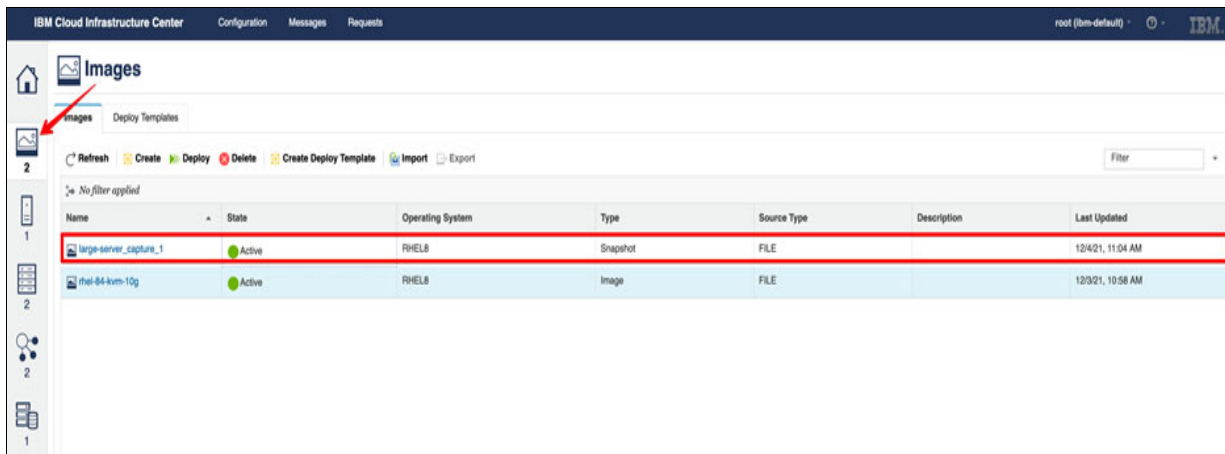 IBM Cloud Infrastructure Center Configuration Messages Requests root (ibm-default) IBM.
Images
Images Deploy Templates
2
Refresh Create Deploy Delete Create Deploy Template Import Export Filter
No filter applied
Name State Operating System Type Source Type Description Last Updated
1
large-server_capture_1 Active RHEL8 Snapshot FILE 12/4/21, 11:04 AM
rhel-84-kvm-10g Active RHEL8 Image FILE 12/3/21, 10:58 AM
2
2
1